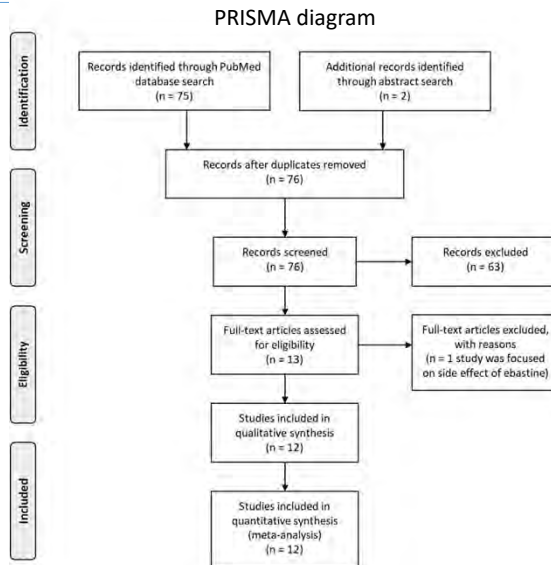 PRISMA diagram
Identification
Records identified through PubMed
database search
(n = 75)
Additional records identified
through abstract search
(n = 2)
Records after duplicates removed
(n = 76)
Screening
Records screened
(n = 76)
Records excluded
(n = 63)
Eligibility
Full-text articles assessed
for eligibility
(n = 13)
Full-text articles excluded,
with reasons
(n = 1 study was focused
on side effect of ebastine)
Studies included in
qualitative synthesis
(n = 12)
Included
Studies included in
quantitative synthesis
(meta-analysis)
(n = 12)